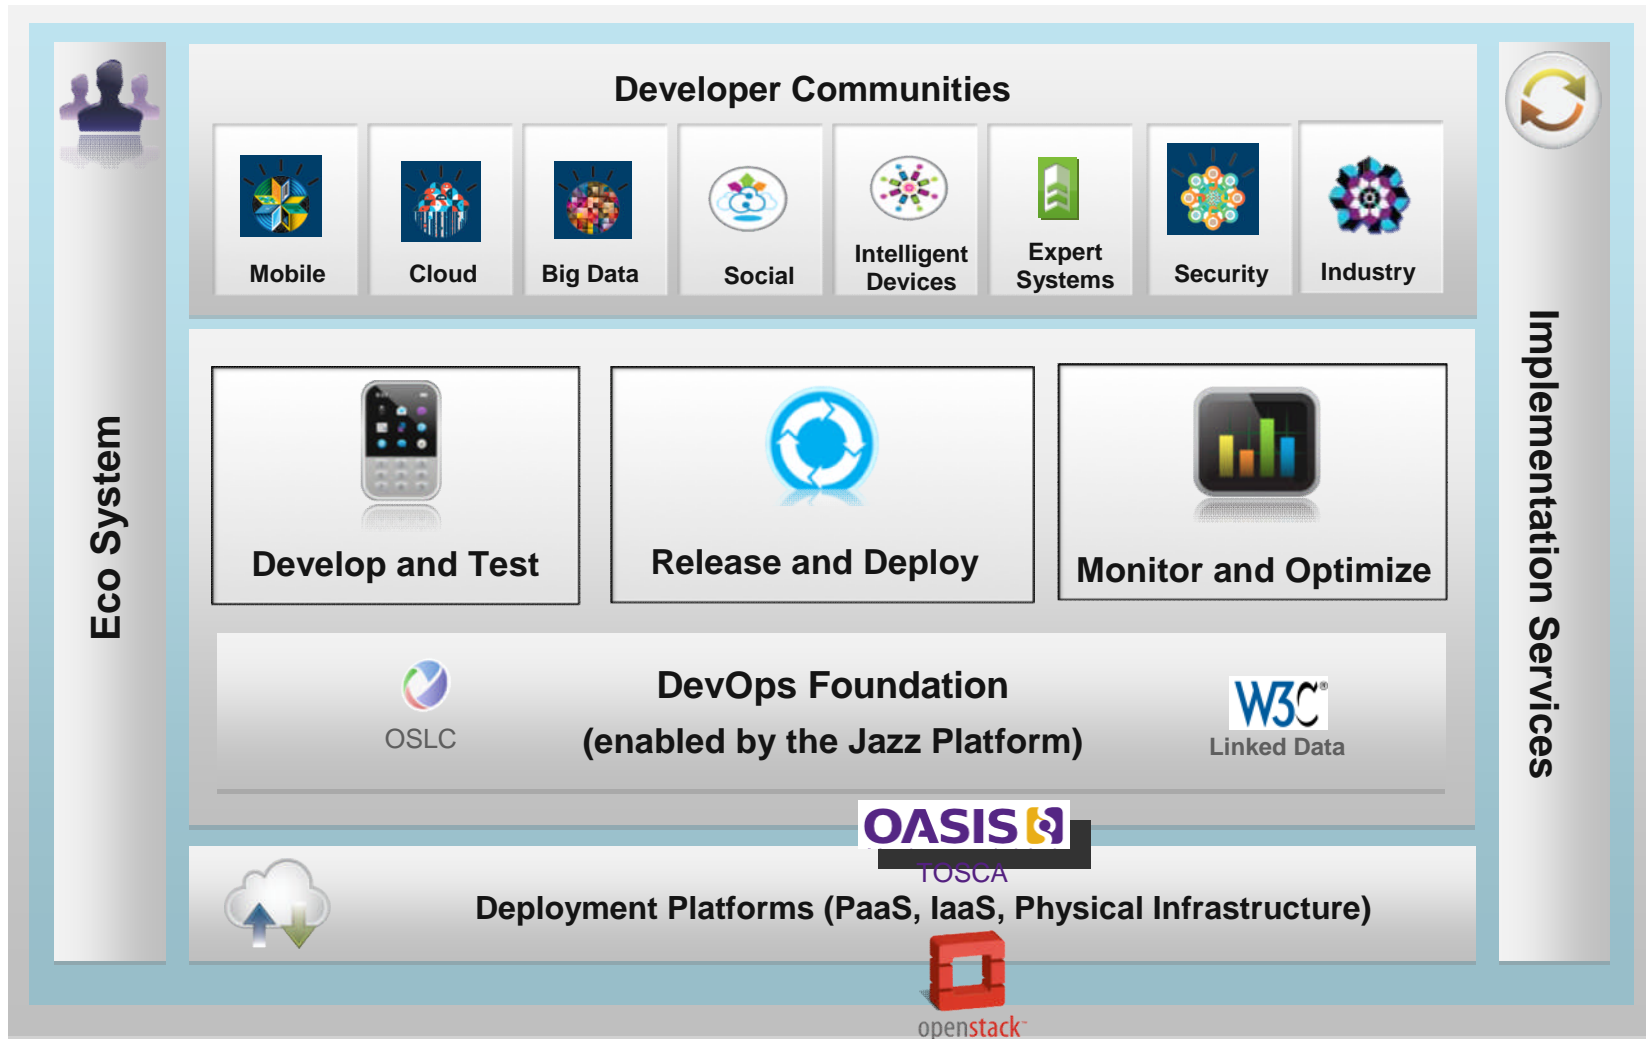 Developer Communities
Mobile
Cloud
Big Data
Social
Intelligent
Devices
Expert
Systems
Security
Industry
Eco System
Implementation Services
Develop and Test
Release and Deploy
Monitor and Optimize
OSLC
DevOps Foundation
(enabled by the Jazz Platform)
W3C®
Linked Data
OASIS
TOSCA
Deployment Platforms (PaaS, IaaS, Physical Infrastructure)
openstack™